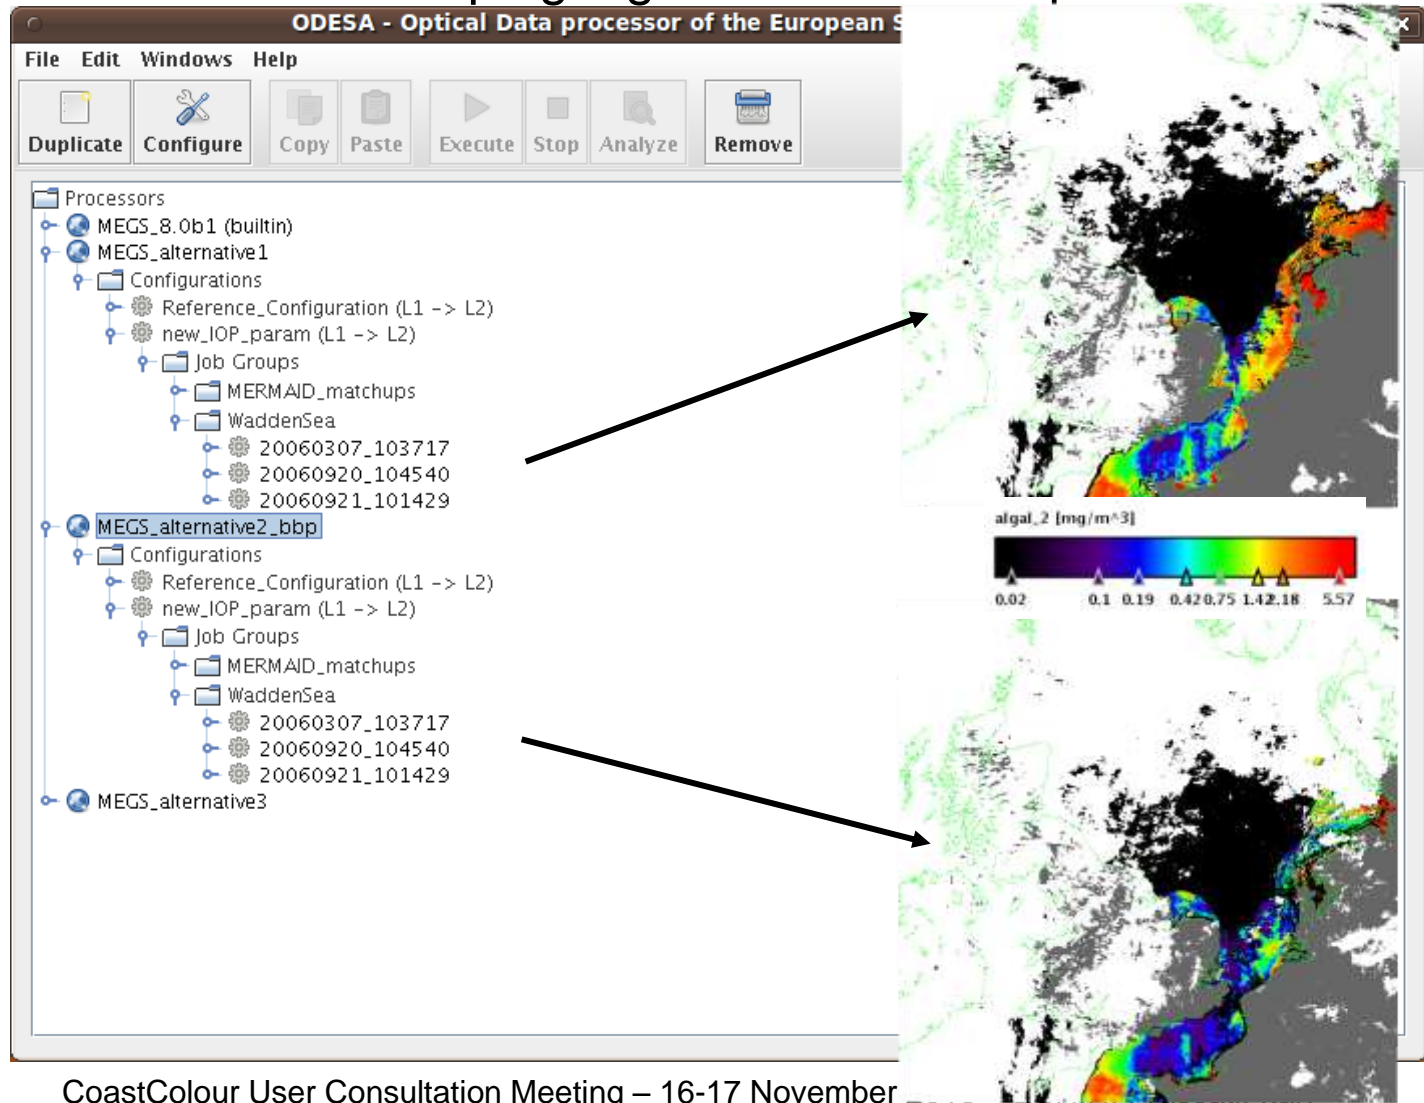 ODESA - Optical Data processor of the European
File Edit Windows Help
Duplicate Configure Copy Paste Execute Stop Analyze Remove
Processors
MEGS_8.0b1 (builtin)
MEGS_alternative1
Configurations
Reference_Configuration (L1 -> L2)
new_IOP_param (L1 -> L2)
Job Groups
MERMAID_matchups
WaddenSea
20060307_103717
20060920_104540
20060921_101429
MEGS_alternative2_bbp
Configurations
Reference_Configuration (L1 -> L2)
new_IOP_param (L1 -> L2)
Job Groups
MERMAID_matchups
WaddenSea
20060307_103717
20060920_104540
20060921_101429
MEGS_alternative3
algal_2 [mg/m^3]
0.02 0.1 0.19 0.42 0.75 1.42 2.18 5.57
CoastColour User Consultation Meeting – 16-17 November